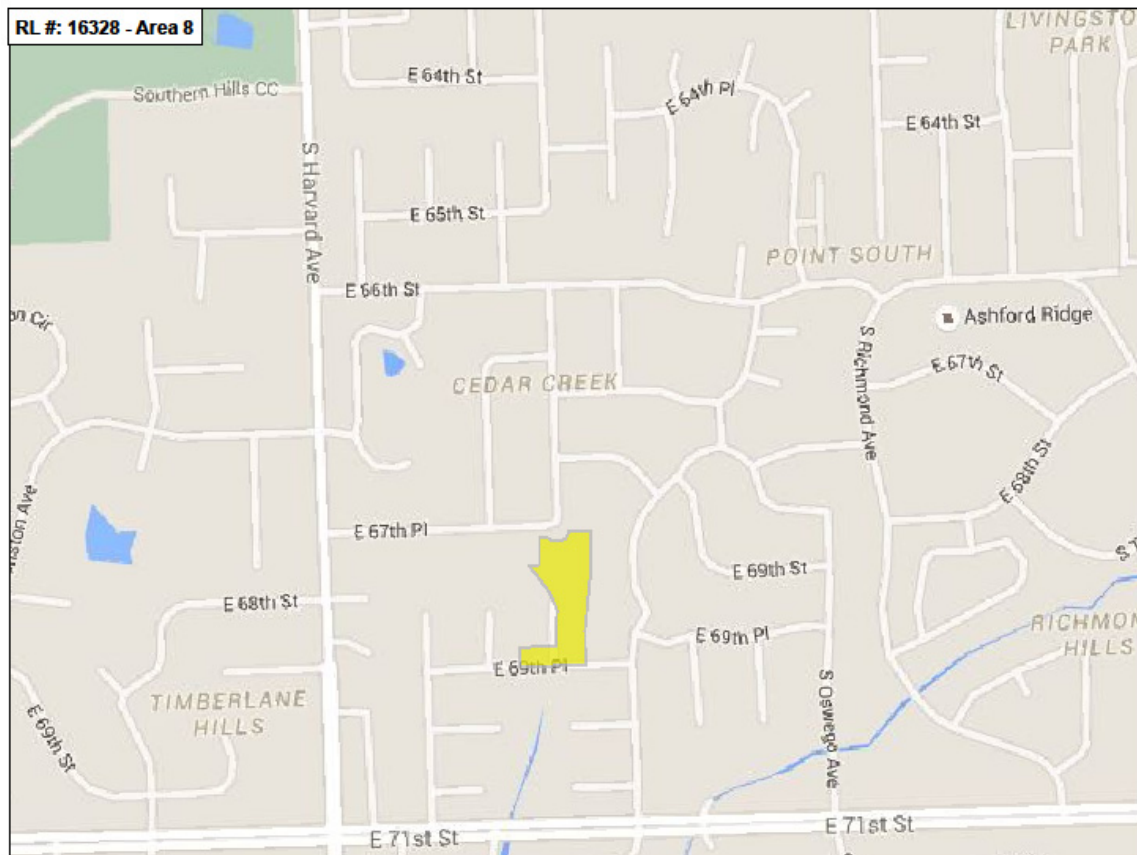 RL #: 16328 - Area 8
LIVINGSTO
PARK
E 64th St
Southern Hills CC
E 64th Pl
E 64th St
S Harvard Ave
E 65th St
POINT SOUTH
E 66th St
Ashford Ridge
on Cir
S Richmond Ave
E 67th St
CEDAR CREEK
E 68th St
E 67th Pl
E 69th St
E 68th St
E 69th Pl
RICHMON
HILLS
E 69th Pl
TIMBERLANE
HILLS
E 69th St
S Oswego Ave
E 71st St
E 71st St